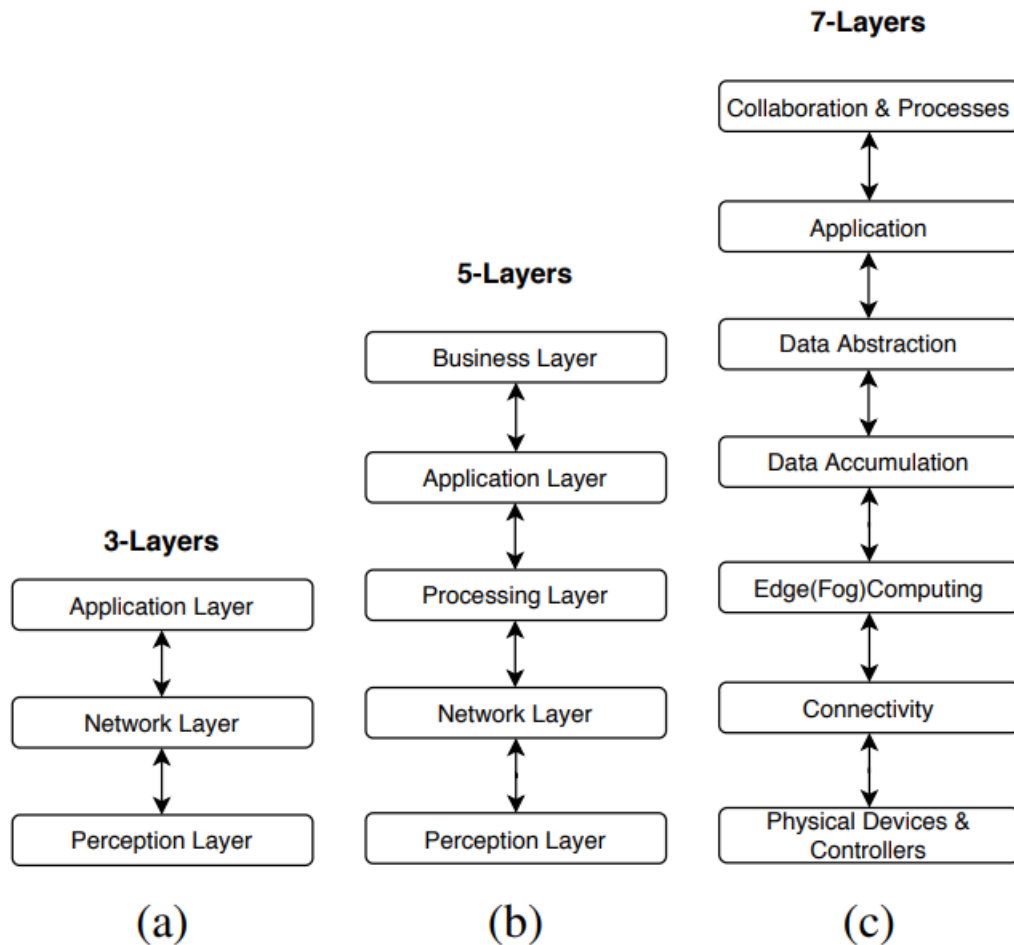 3-Layers
Application Layer
Network Layer
Perception Layer
(a)
5-Layers
Business Layer
Application Layer
Processing Layer
Network Layer
Perception Layer
(b)
7-Layers
Collaboration & Processes
Application
Data Abstraction
Data Accumulation
Edge(Fog)Computing
Connectivity
Physical Devices &
Controllers
(c)